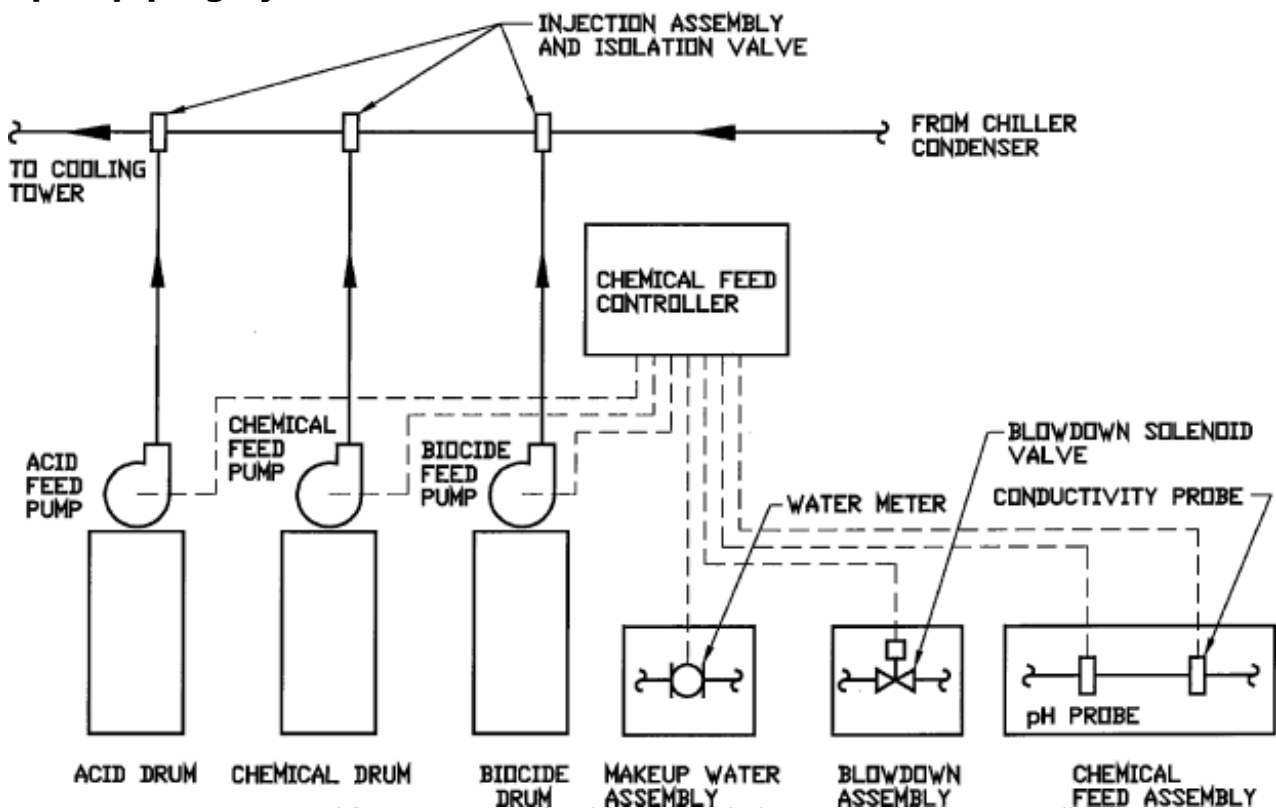 INJECTION ASSEMBLY
AND ISOLATION VALVE
FROM CHILLER
CONDENSER
TO COOLING
TOWER
CHEMICAL FEED
CONTROLLER
CHEMICAL
FEED
PUMP
BIOCIDE
FEED
PUMP
ACID
FEED
PUMP
BLOWDOWN SOLENOID
VALVE
CONDUCTIVITY PROBE
WATER METER
pH PROBE
ACID DRUM
CHEMICAL DRUM
BIOCIDE
DRUM
MAKEUP WATER
ASSEMBLY
BLOWDOWN
ASSEMBLY
CHEMICAL
FEED ASSEMBLY